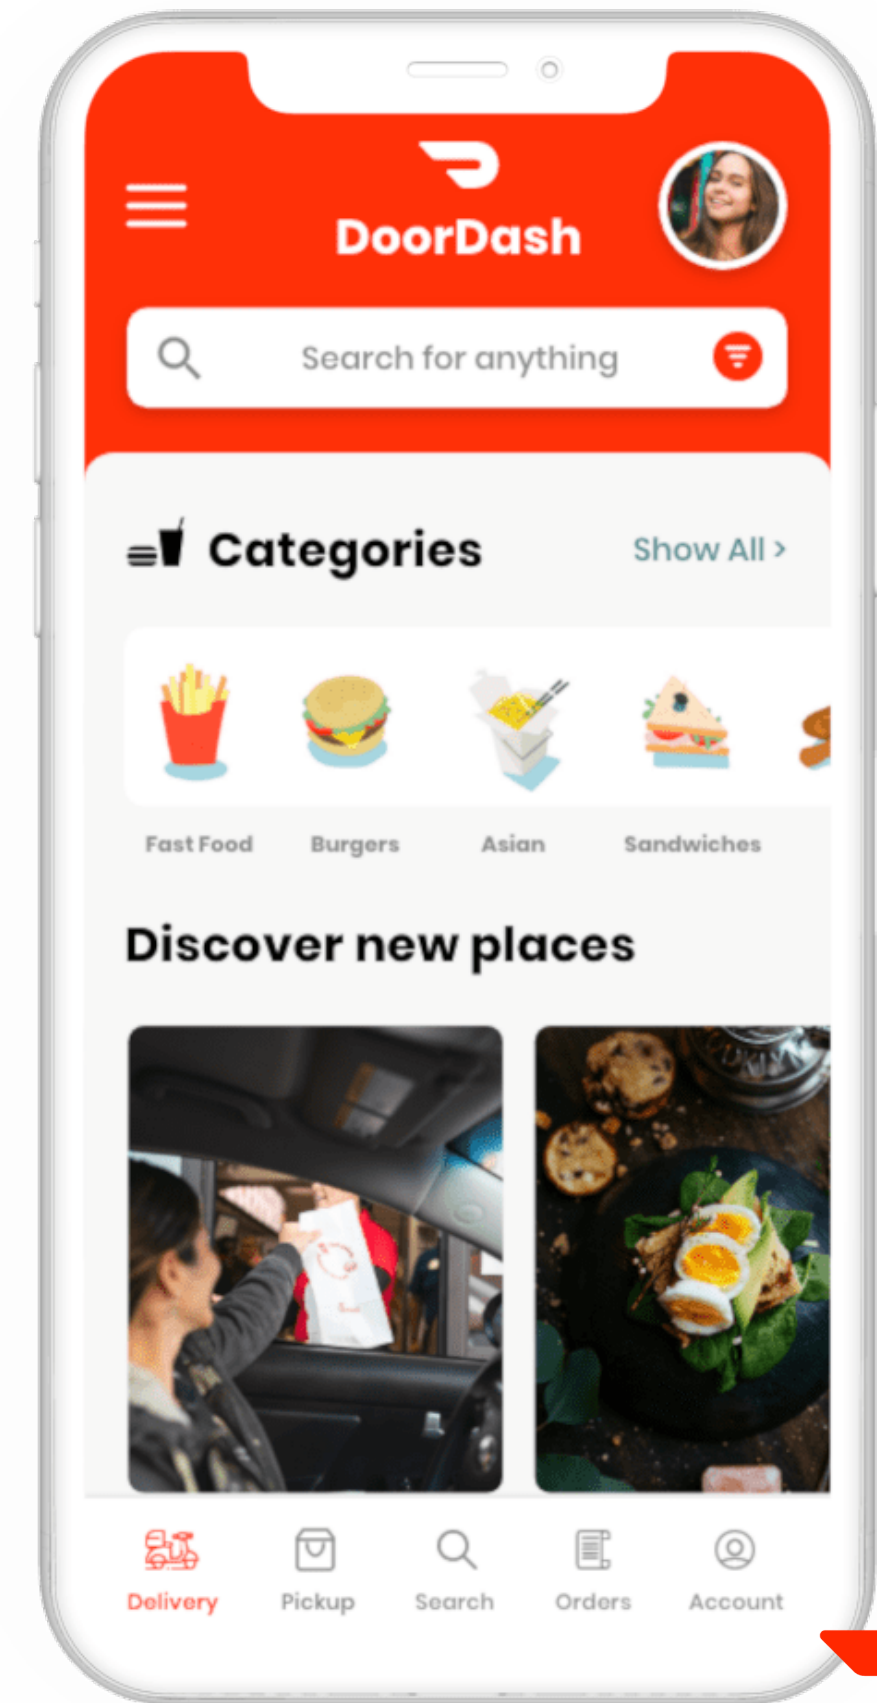 DoorDash
Search for anything
Categories
Show All >
Fast Food
Burgers
Asian
Sandwiches
Discover new places
Delivery
Pickup
Search
Orders
Account